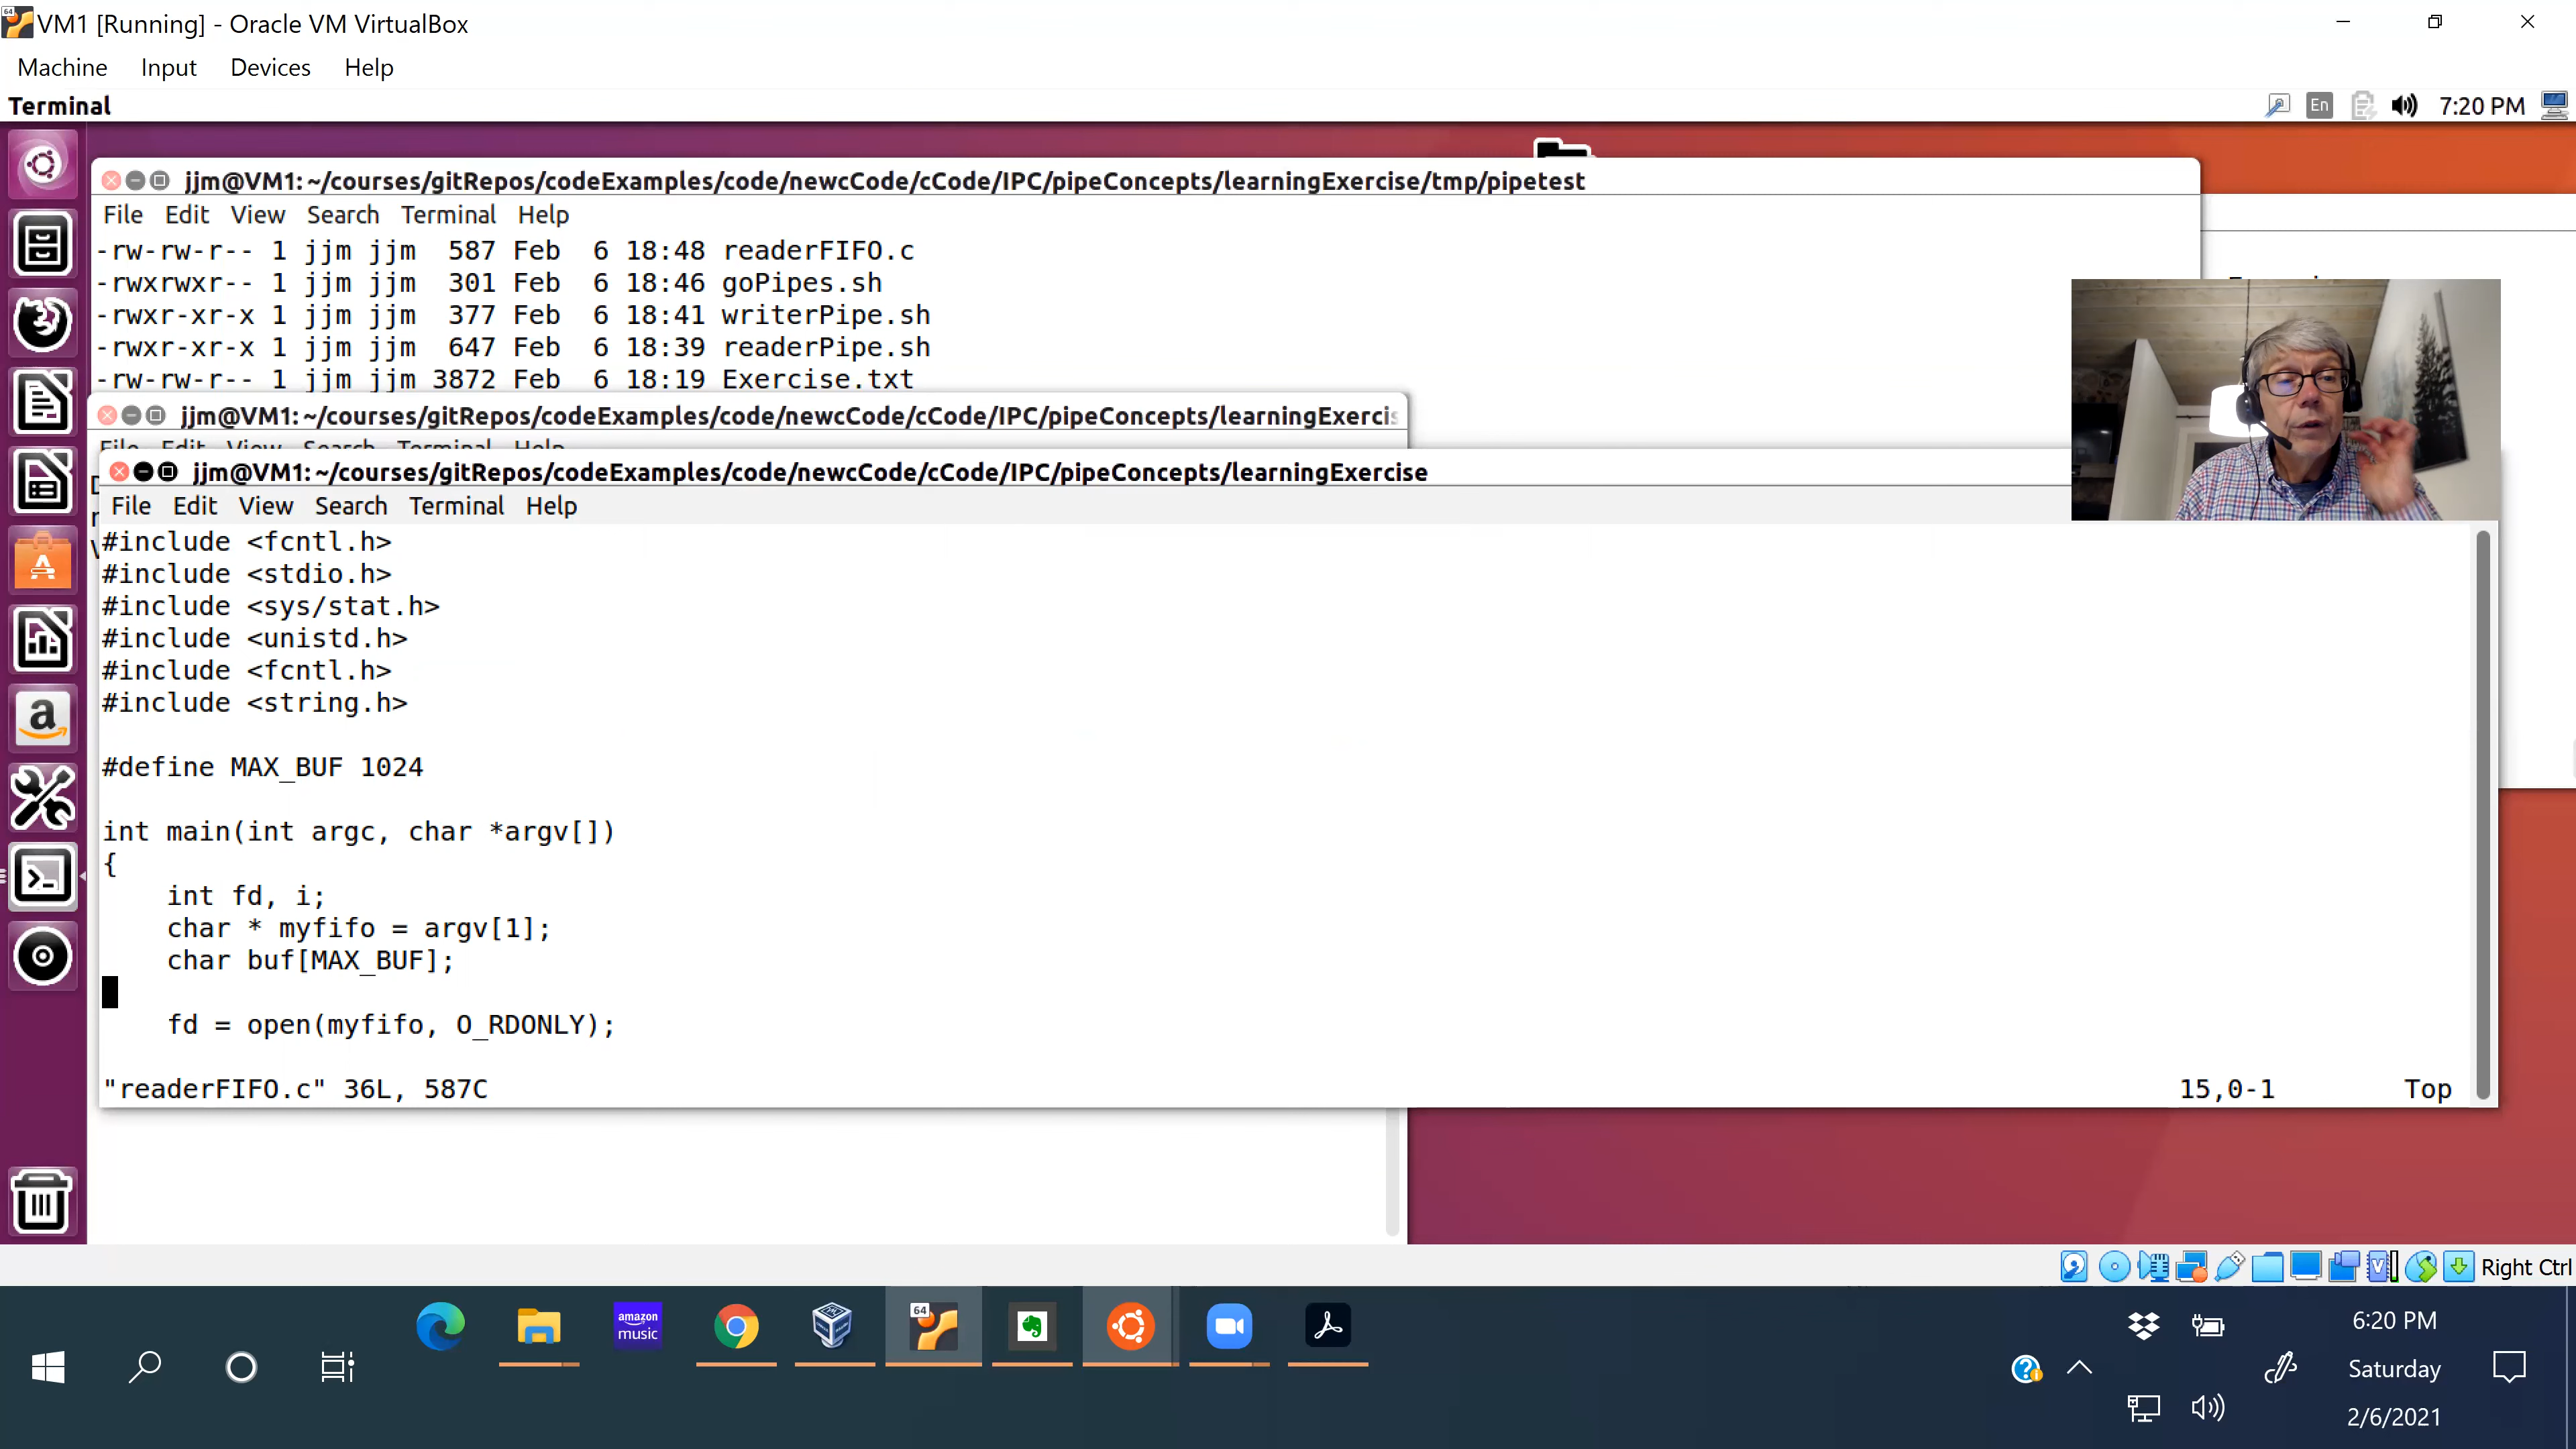 64
VM1 [Running] - Oracle VM VirtualBox
Machine Input Devices Help
Terminal
En
7:20 PM
jjm@VM1: ~/courses/gitRepos/codeExamples/code/newcCode/cCode/IPC/pipeConcepts/learningExercise/tmp/pipetest
File Edit View Search Terminal Help
-rw-rw-r-- 1 jjm jjm  587 Feb  6 18:48 readerFIFO.c
-rwxrwxr-- 1 jjm jjm  301 Feb  6 18:46 goPipes.sh
-rwxr-xr-x 1 jjm jjm  377 Feb  6 18:41 writerPipe.sh
-rwxr-xr-x 1 jjm jjm  647 Feb  6 18:39 readerPipe.sh
-rw-rw-r-- 1 jjm jjm 3872 Feb  6 18:19 Exercise.txt
jjm@VM1: ~/courses/gitRepos/codeExamples/code/newcCode/cCode/IPC/pipeConcepts/learningExercis
File Edit View Search Terminal Help
jjm@VM1: ~/courses/gitRepos/codeExamples/code/newcCode/cCode/IPC/pipeConcepts/learningExercise
File Edit View Search Terminal Help
#include <fcntl.h>
#include <stdio.h>
#include <sys/stat.h>
#include <unistd.h>
#include <fcntl.h>
#include <string.h>
#define MAX_BUF 1024
int main(int argc, char *argv[])
{
    int fd, i;
    char * myfifo = argv[1];
    char buf[MAX_BUF];
    fd = open(myfifo, O_RDONLY);
"readerFIFO.c" 36L, 587C
15,0-1
Top
Right Ctrl
amazon music
64
6:20 PM
Saturday
2/6/2021